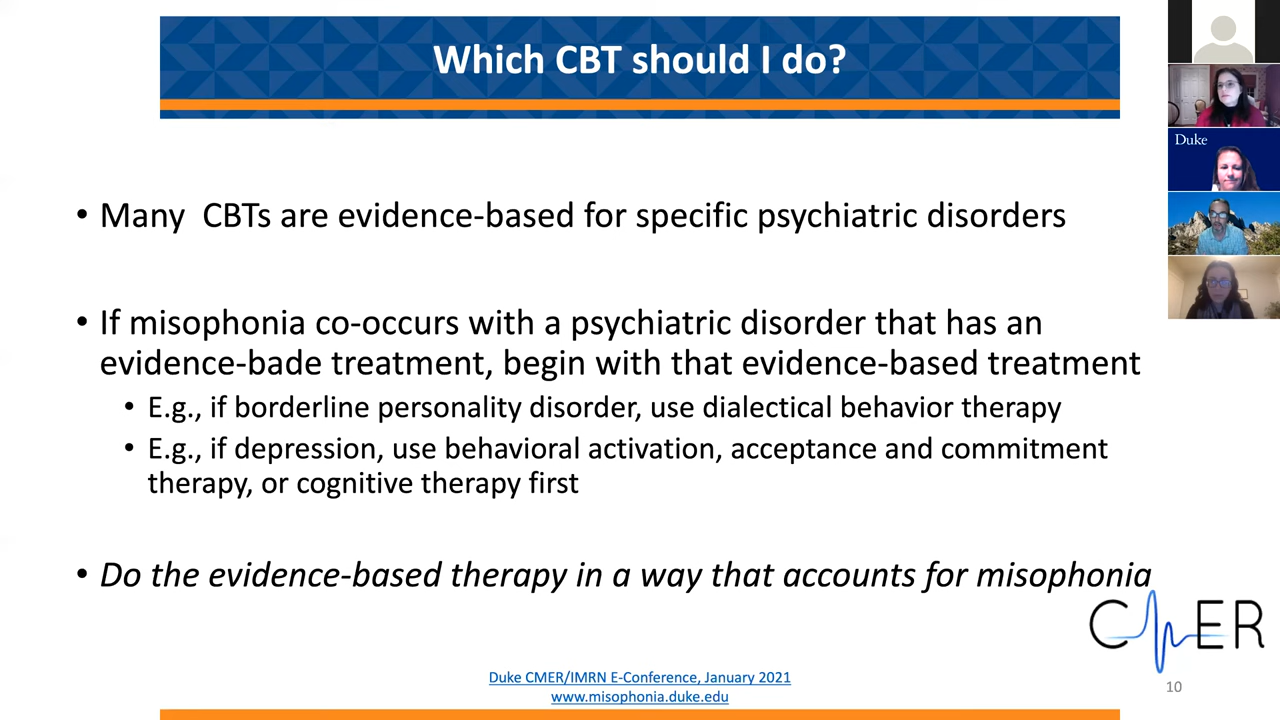 Which CBT should I do?
• Many  CBTs are evidence-based for specific psychiatric disorders
• If misophonia co-occurs with a psychiatric disorder that has an
evidence-bade treatment, begin with that evidence-based treatment
• E.g., if borderline personality disorder, use dialectical behavior therapy
• E.g., if depression, use behavioral activation, acceptance and commitment
therapy, or cognitive therapy first
• Do the evidence-based therapy in a way that accounts for misophonia
CMER
Duke CMER/IMRN E-Conference, January 2021
www.misophonia.duke.edu
10
Duke